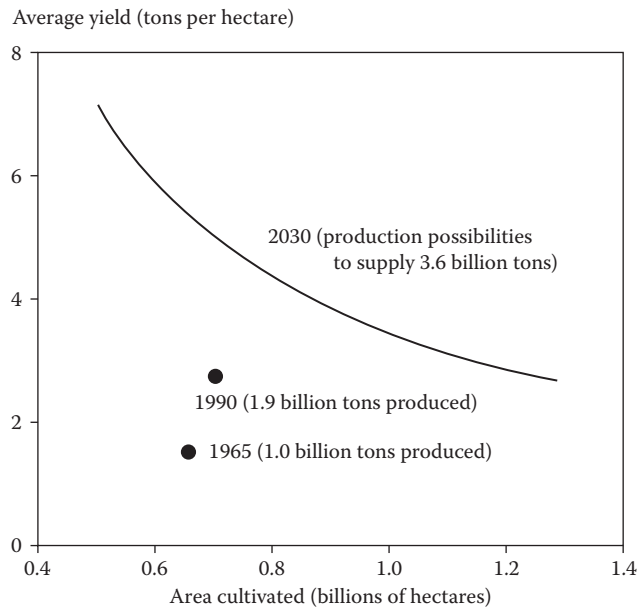 Average yield (tons per hectare)
8
6
2030 (production possibilities
to supply 3.6 billion tons)
4
1990 (1.9 billion tons produced)
2
1965 (1.0 billion tons produced)
0
0.4 0.6 0.8 1.0 1.2 1.4
Area cultivated (billions of hectares)